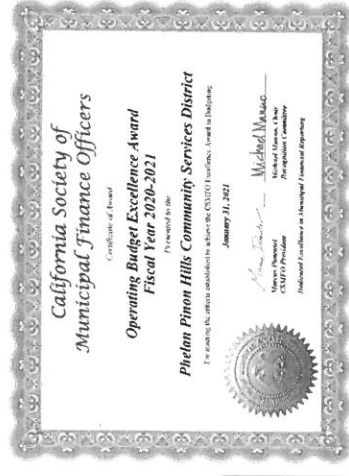 California Society of
Municipal Finance Officers
Certificate of Award
Operating Budget Excellence Award
Fiscal Year 2020-2021
Presented to the
Phelan Pinon Hills Community Services District
For meeting the criteria established to achieve the CSMFO Excellence Award in Budgeting.
January 31, 2021
Michael Manno
Marcus Pimentel
CSMFO President
Michael Manno, Chair
Recognition Committee
Dedicated Excellence in Municipal Financial Reporting